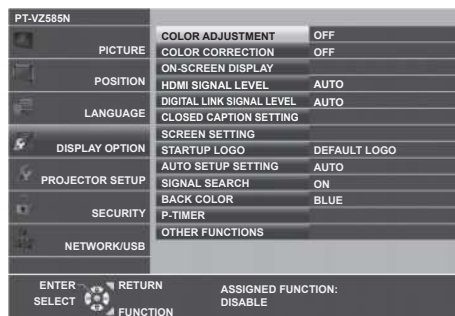 PT-VZ585N
PICTURE
POSITION
LANGUAGE
DISPLAY OPTION
PROJECTOR SETUP
SECURITY
NETWORK/USB
COLOR ADJUSTMENT OFF
COLOR CORRECTION OFF
ON-SCREEN DISPLAY
HDMI SIGNAL LEVEL AUTO
DIGITAL LINK SIGNAL LEVEL AUTO
CLOSED CAPTION SETTING
SCREEN SETTING
STARTUP LOGO DEFAULT LOGO
AUTO SETUP SETTING AUTO
SIGNAL SEARCH ON
BACK COLOR BLUE
P-TIMER
OTHER FUNCTIONS
ENTER RETURN
SELECT
FUNCTION
ASSIGNED FUNCTION:
DISABLE